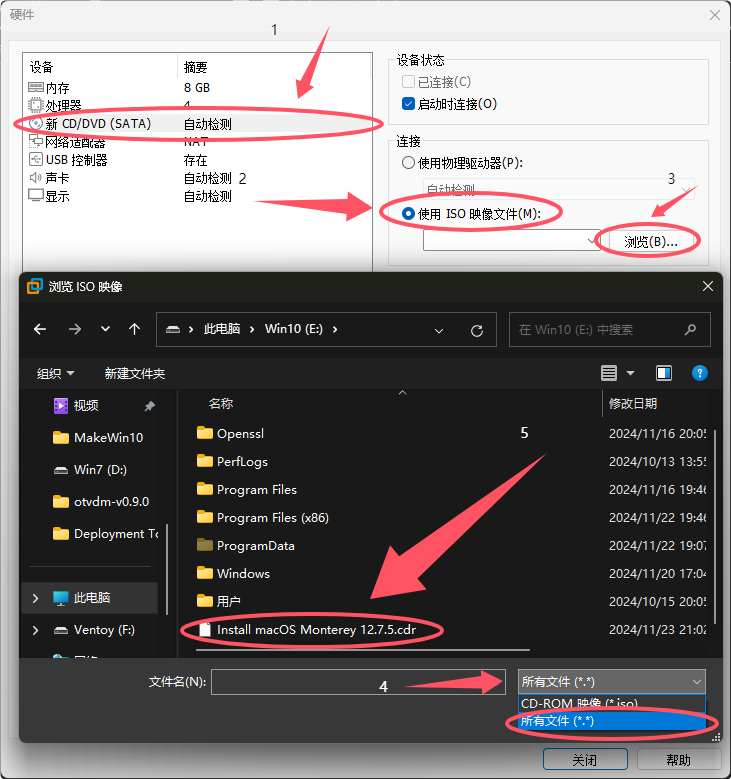 硬件
1
设备 摘要
内存 8 GB
处理器 4
新 CD/DVD (SATA) 自动检测
网络适配器 NAT
USB 控制器 存在
声卡 自动检测 2
显示 自动检测
设备状态
已连接(C)
启动时连接(O)
连接
使用物理驱动器(P):
自动检测
3
使用 ISO 映像文件(M):
浏览(B)...
浏览 ISO 映像
此电脑 Win10 (E:)
在 Win10 (E:) 中搜索
组织 新建文件夹
视频
MakeWin10
Win7 (D:)
otvdm-v0.9.0
Deployment To
此电脑
Ventoy (F:)
网络
名称 修改日期
Openssl 5 2024/11/16 20:05
PerfLogs 2024/10/13 13:55
Program Files 2024/11/16 19:46
Program Files (x86) 2024/11/22 19:46
ProgramData 2024/11/22 19:07
Windows 2024/11/20 17:04
用户 2024/10/15 20:05
Install macOS Monterey 12.7.5.cdr 2024/11/23 21:02
文件名(N): 4 所有文件 (*.*)
CD-ROM 映像 (*.iso)
所有文件 (*.*)
关闭 帮助